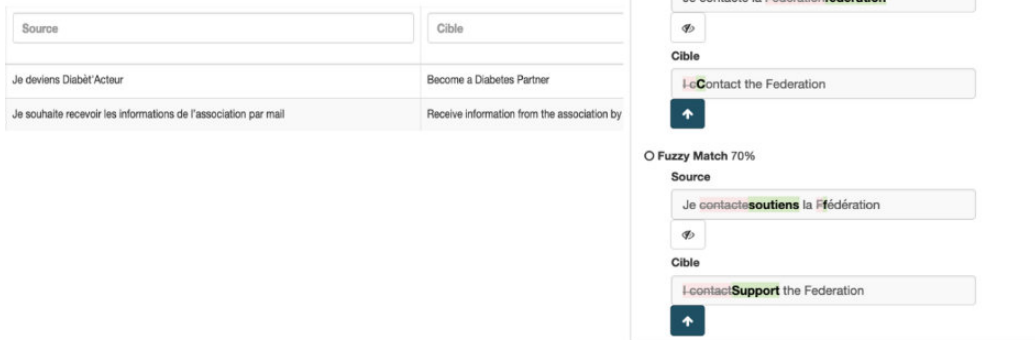 Source
Cible
Je deviens Diabèt'Acteur
Become a Diabetes Partner
Je souhaite recevoir les informations de l'association par mail
Receive information from the association by
Cible
I cContact the Federation
Fuzzy Match 70%
Source
Je contactesoutiens la Ffédération
Cible
I contactSupport the Federation